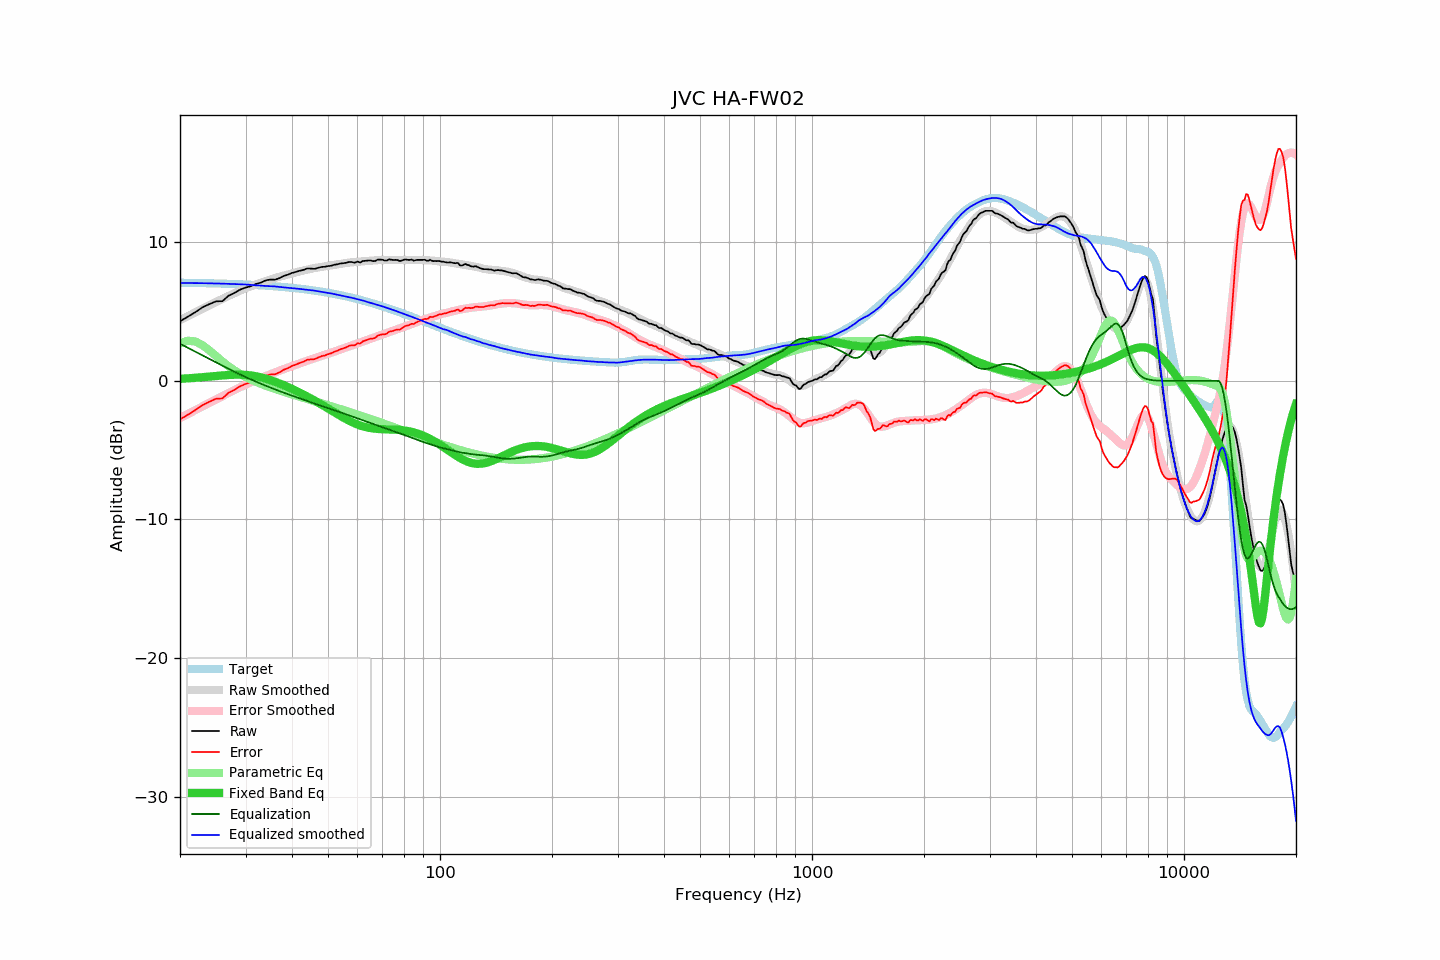 JVC HA-FW02
Amplitude (dBr)
10
0
−10
−20
−30
Target
Raw Smoothed
Error Smoothed
Raw
Error
Parametric Eq
Fixed Band Eq
Equalization
Equalized smoothed
100
1000
10000
Frequency (Hz)